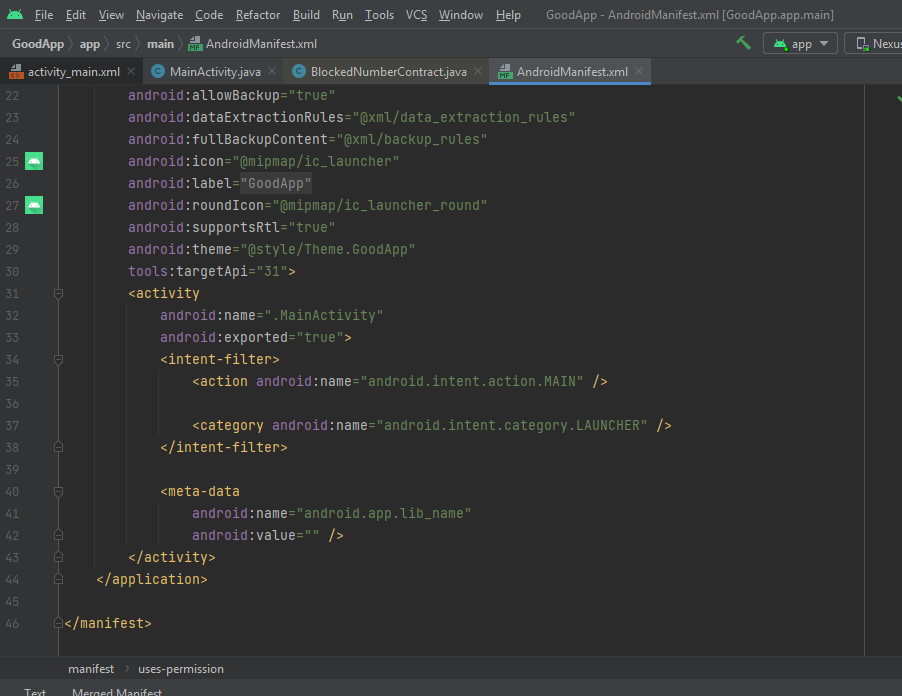 File Edit View Navigate Code Refactor Build Run Tools VCS Window Help GoodApp - AndroidManifest.xml [GoodApp.app.main]
GoodApp app src main AndroidManifest.xml app
activity_main.xml MainActivity.java BlockedNumberContract.java AndroidManifest.xml
22 android:allowBackup="true"
23 android:dataExtractionRules="@xml/data_extraction_rules"
24 android:fullBackupContent="@xml/backup_rules"
25 android:icon="@mipmap/ic_launcher"
26 android:label="GoodApp"
27 android:roundIcon="@mipmap/ic_launcher_round"
28 android:supportsRtl="true"
29 android:theme="@style/Theme.GoodApp"
30 tools:targetApi="31">
31 <activity
32 android:name=".MainActivity"
33 android:exported="true">
34 <intent-filter>
35 <action android:name="android.intent.action.MAIN" />
36
37 <category android:name="android.intent.category.LAUNCHER" />
38 </intent-filter>
39
40 <meta-data
41 android:name="android.app.lib_name"
42 android:value="" />
43 </activity>
44 </application>
45
46 </manifest>
manifest uses-permission
Text Merged Manifest